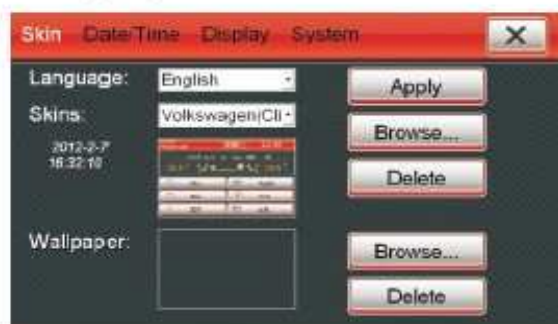 Skin Date/Time Display System
Language: English Apply
Skins: Volkswagen(Cli
Browse...
2012-2-7
16:32:10
Delete
Wallpaper:
Browse...
Delete